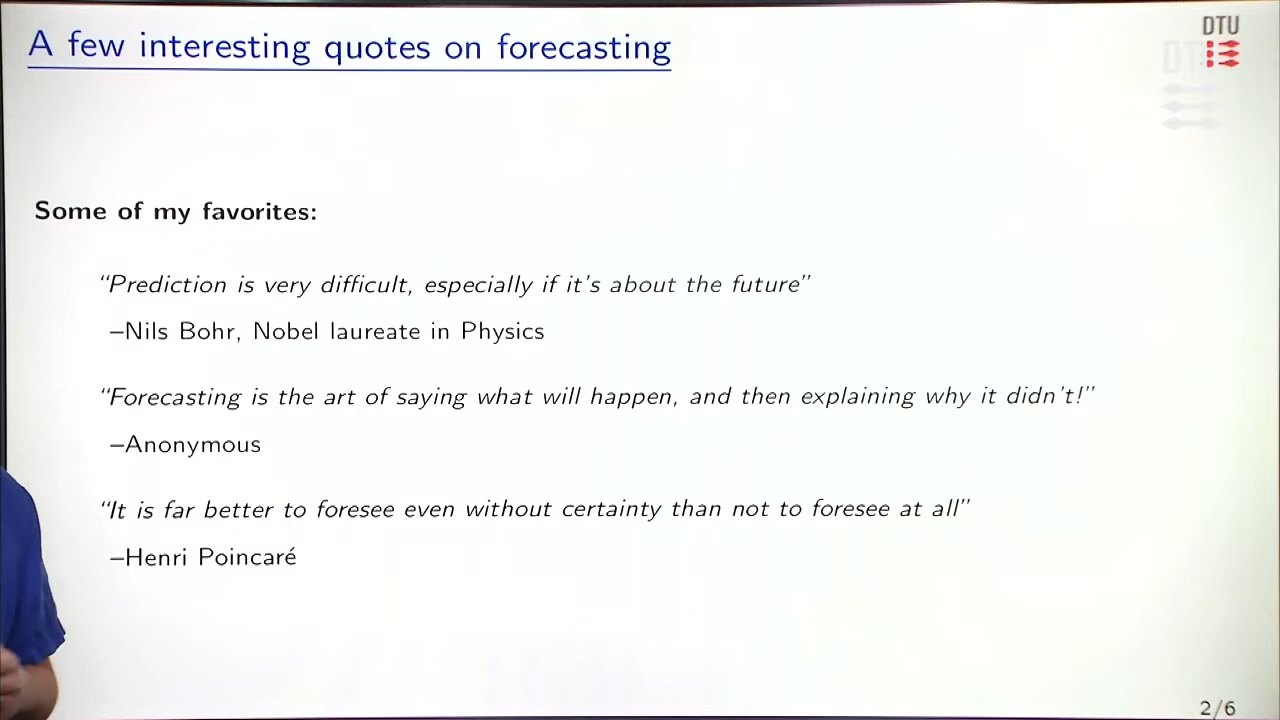 A few interesting quotes on forecasting
DTU
Some of my favorites:
“Prediction is very difficult, especially if it's about the future”
–Nils Bohr, Nobel laureate in Physics
“Forecasting is the art of saying what will happen, and then explaining why it didn't!”
–Anonymous
“It is far better to foresee even without certainty than not to foresee at all”
–Henri Poincaré
2/6